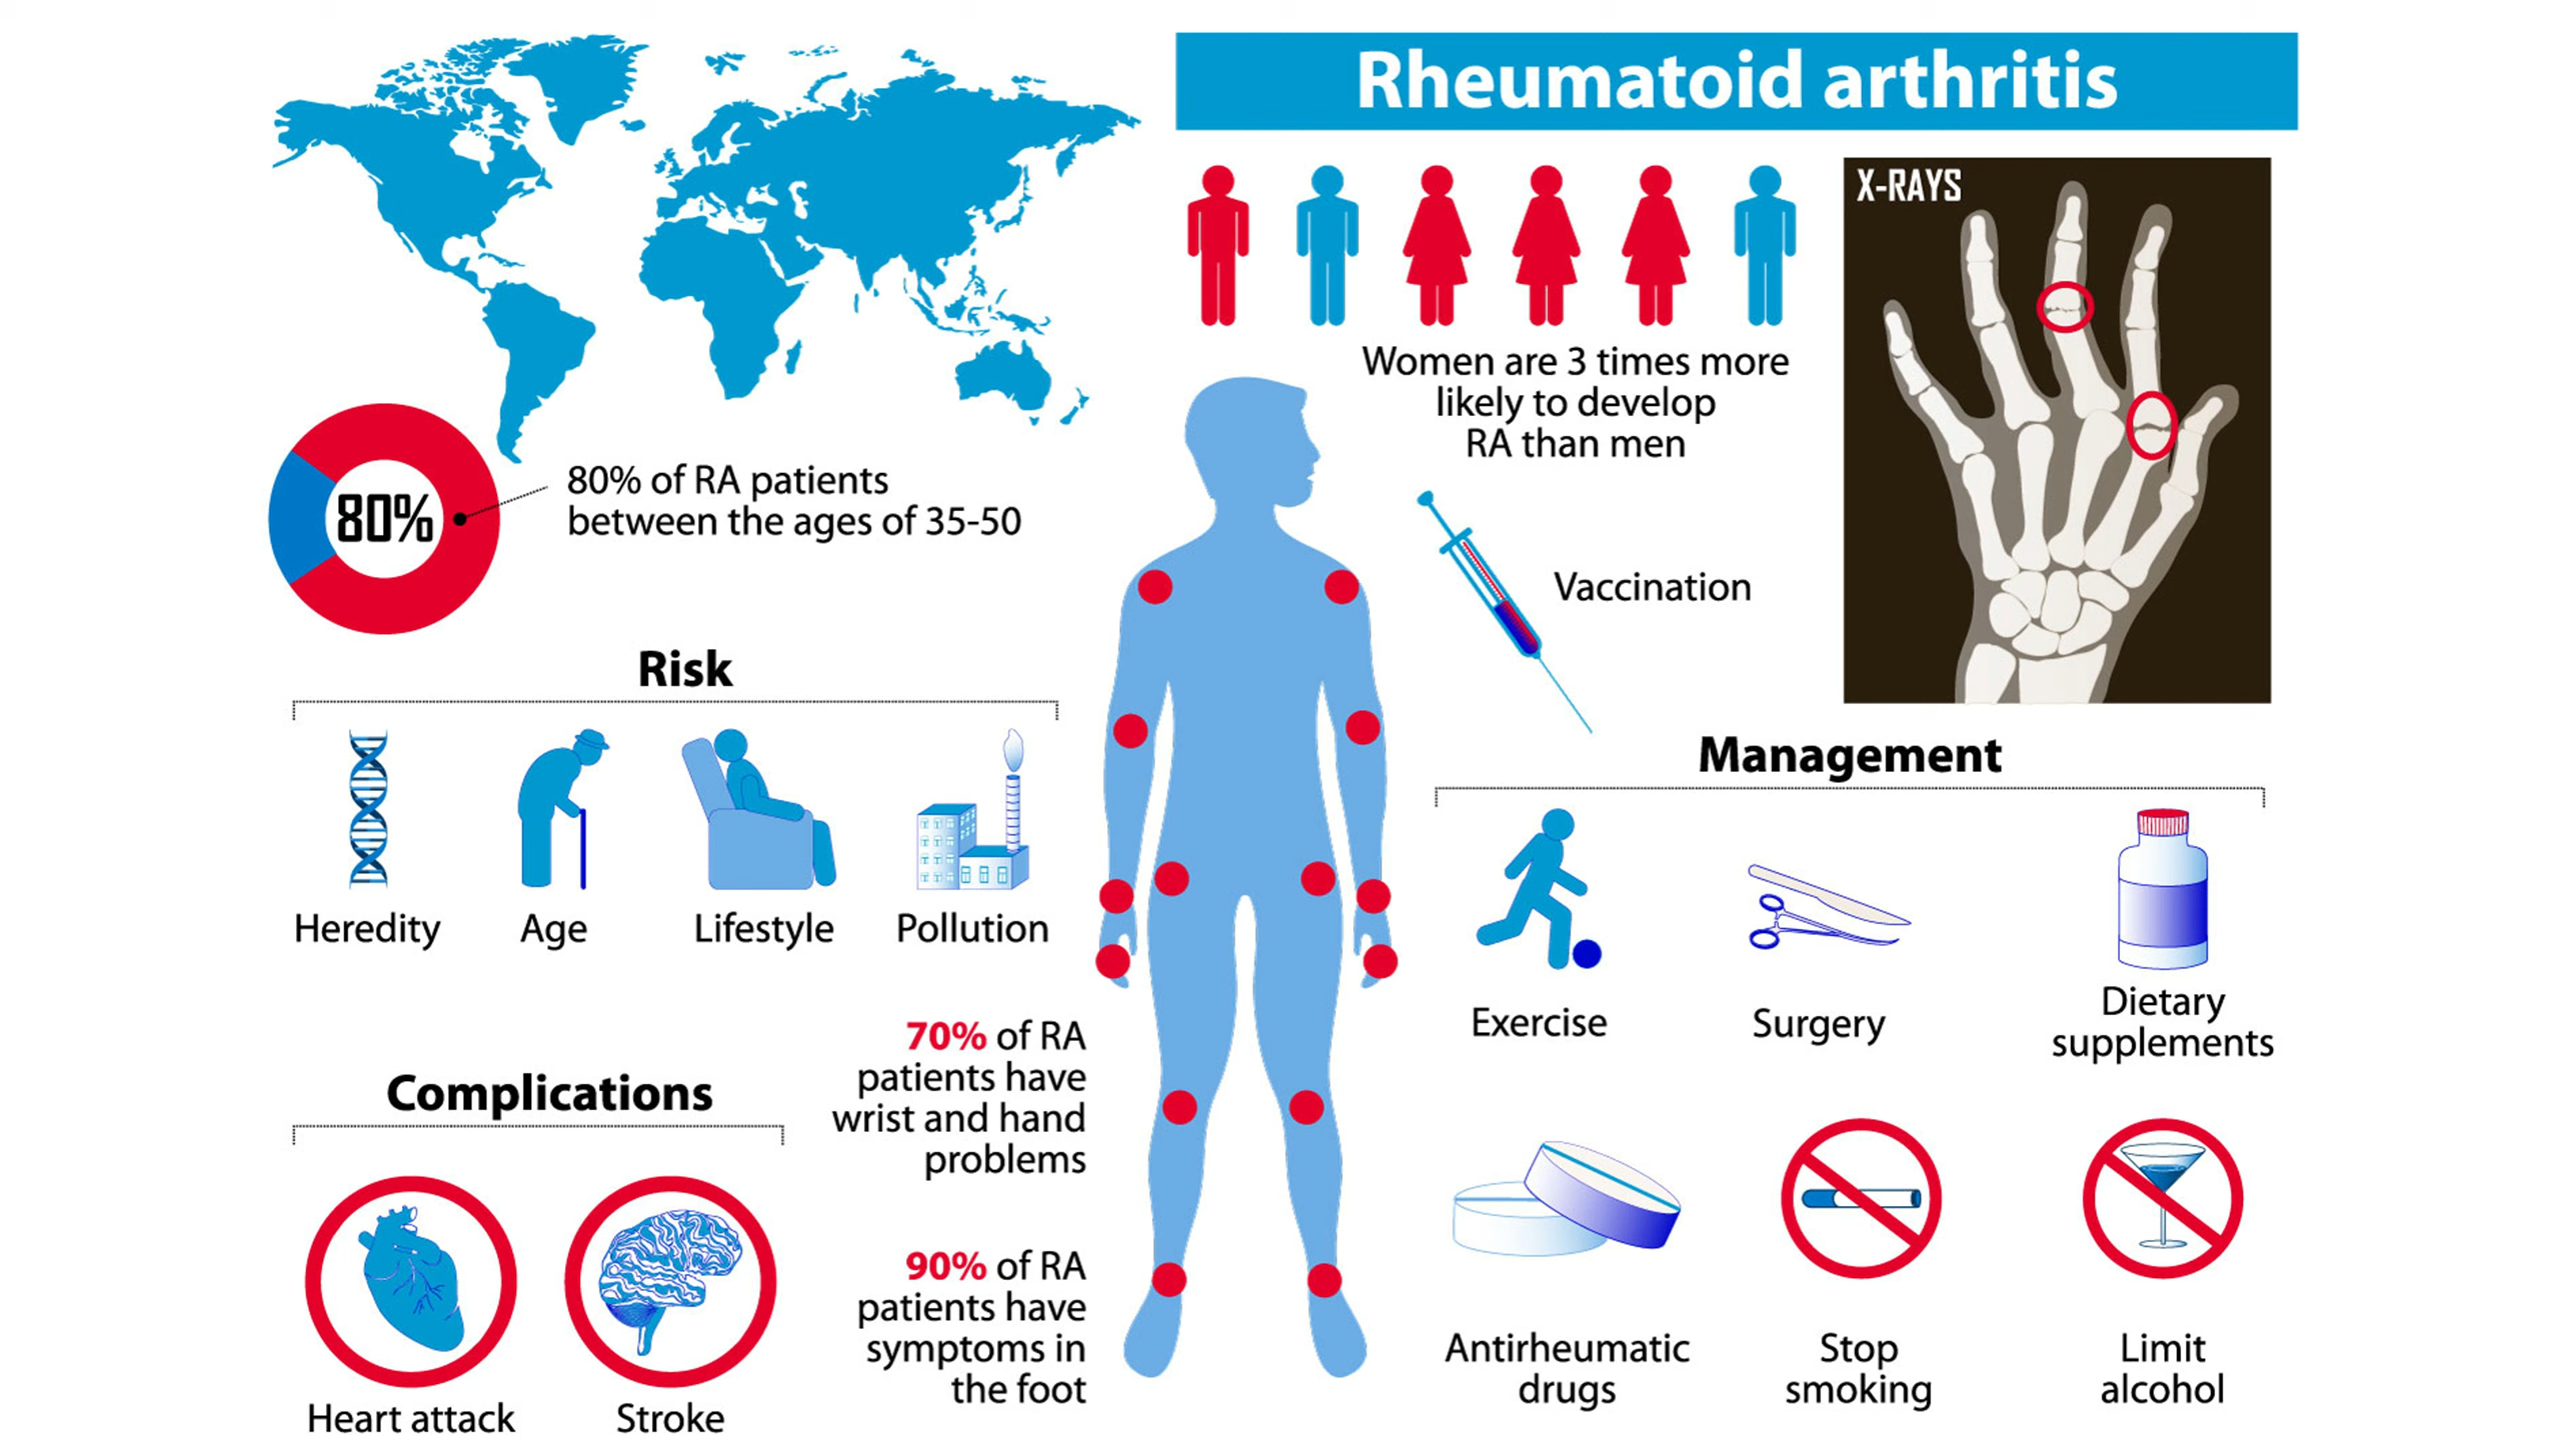 Rheumatoid arthritis
X-RAYS
Women are 3 times more
likely to develop
RA than men
80%
80% of RA patients
between the ages of 35-50
Vaccination
Risk
Heredity
Age
Lifestyle
Pollution
Management
Exercise
Surgery
Dietary
supplements
70% of RA
patients have
wrist and hand
problems
Complications
Heart attack
Stroke
90% of RA
patients have
symptoms in
the foot
Antirheumatic
drugs
Stop
smoking
Limit
alcohol